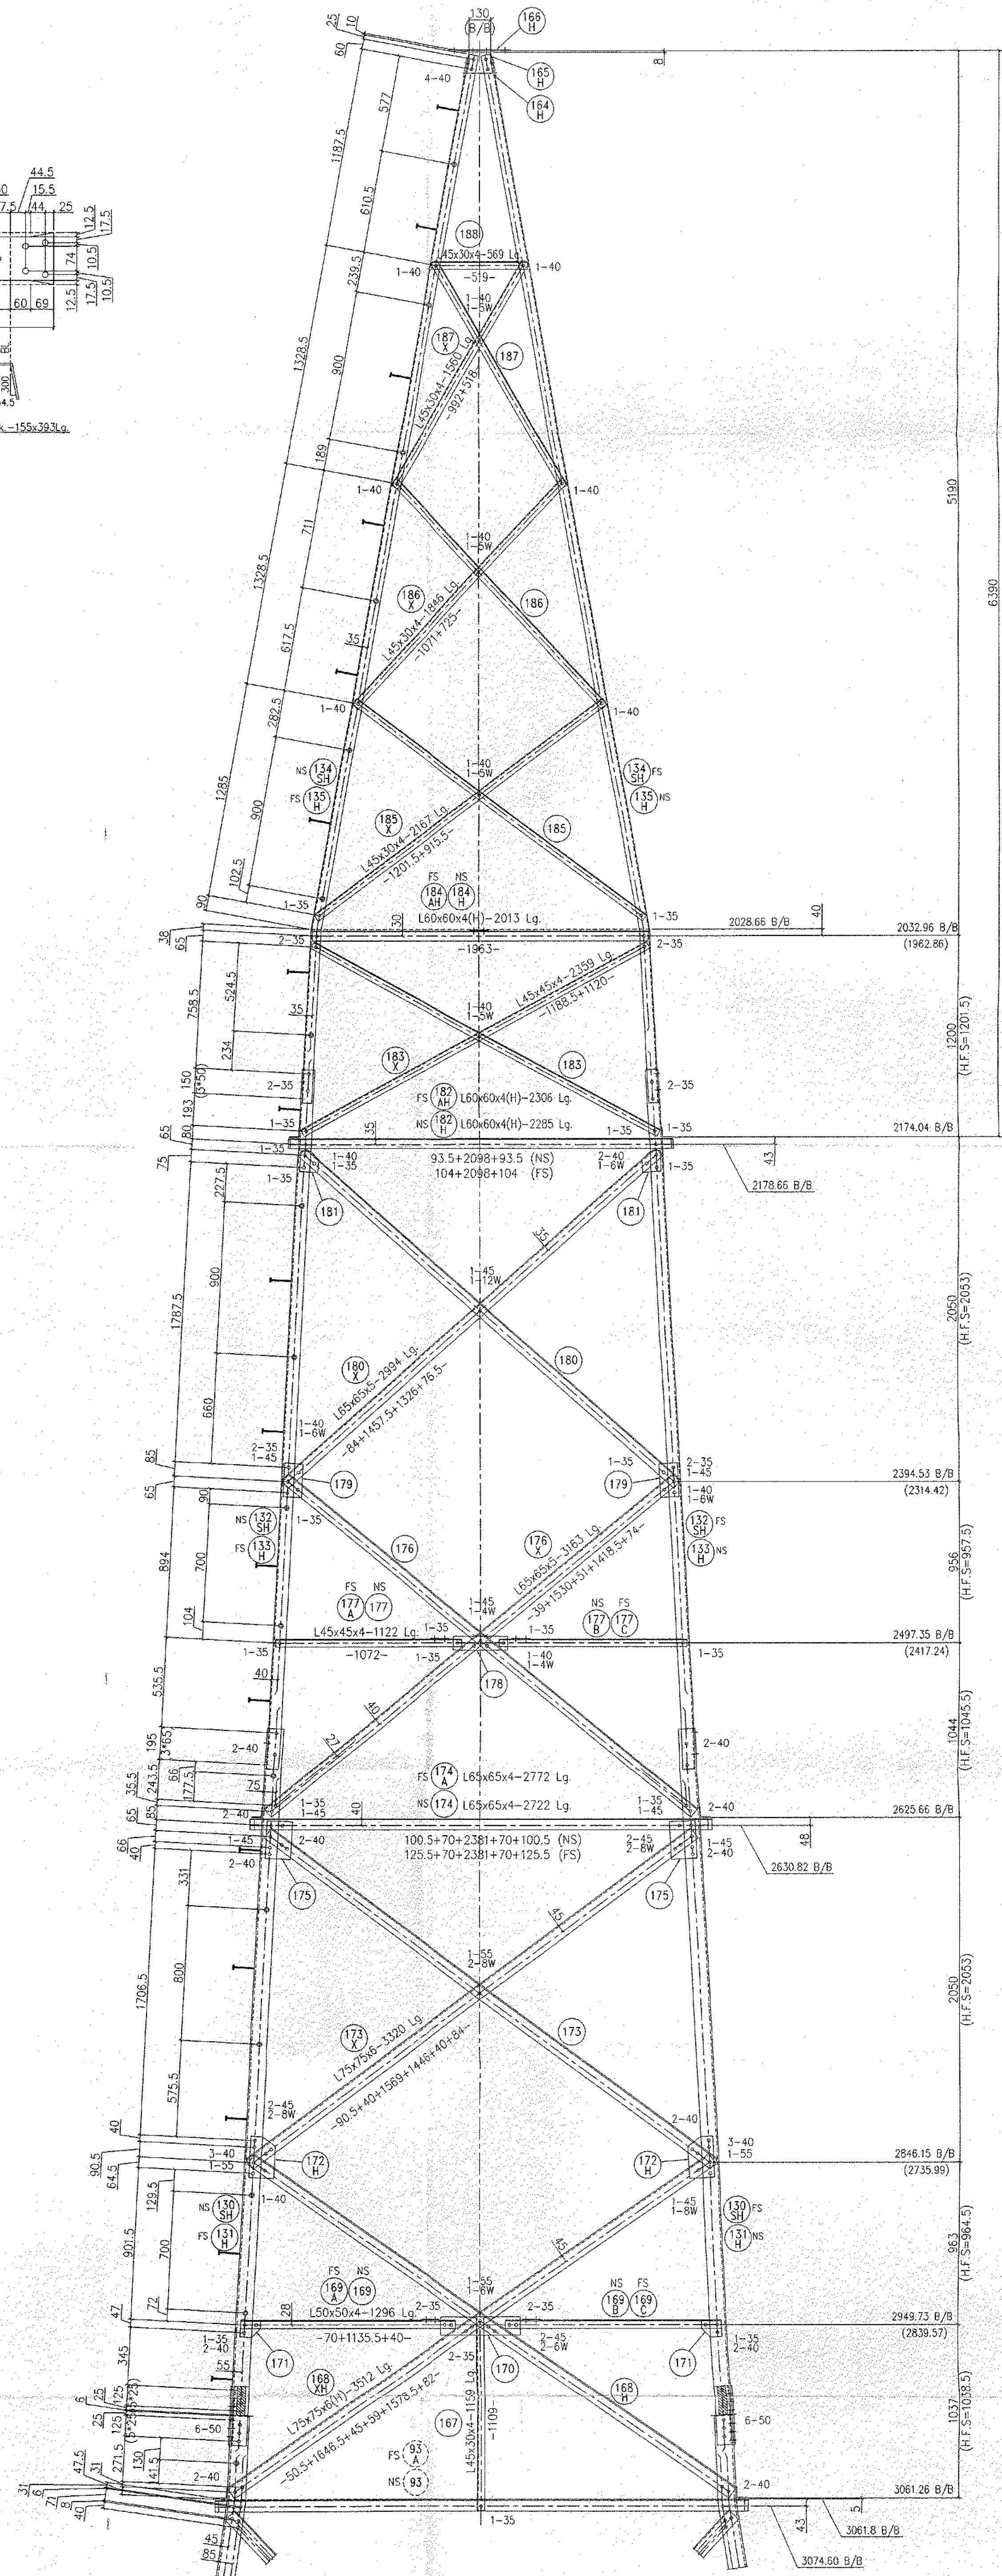 130
(B/B)
166
H
25
10
60
8
165
H
164
H
4-40
577
1187.5
610.5
44.5
15.5
7.5
44
25
12.5
17.5
74
10.5
12.5
17.5
10.5
60
69
300
-155x393Lg.
188
L45x30x4-569 Lg.
-519-
1-40
1-40
239.5
1-40
1-5W
187
X
187
L45x30x4-1560 Lg.
-992+518-
1328.5
900
189
1-40
1-40
5190
6390
711
1-40
1-5W
186
X
186
L45x30x4-1846 Lg.
-1071+725-
1328.5
617.5
35
282.5
1-40
1-40
NS 134 SH
FS 135 H
134 SH FS
135 H NS
1-40
1-5W
1285
900
185
X
185
L45x30x4-2167 Lg.
-1201.5+915.5-
102.5
90
1-35
1-35
FS NS
184 AH
184 H
L60x60x4(H)-2013 Lg.
30
-1963-
2028.66 B/B
40
2032.96 B/B
(1962.86)
38
65
2-35
2-35
524.5
758.5
L45x45x4-2359 Lg.
-1188.5+1120-
1-40
1-5W
35
234
1200
(H.F.S=1201.5)
183
X
183
150
(3*50)
2-35
2-35
FS 182 AH L60x60x4(H)-2306 Lg.
NS 182 H L60x60x4(H)-2285 Lg.
193
80
65
75
1-35
35
1-35
1-35
1-35
2174.04 B/B
43
2178.66 B/B
93.5+2098+93.5 (NS)
104+2098+104 (FS)
1-40
1-35
2-40
1-6W
1-35
1-35
181
181
227.5
35
900
1787.5
1-45
1-12W
2050
(H.F.S=2053)
180
X
180
L65x65x5-2994 Lg.
-84+1457.5+1326+76.5-
660
1-40
1-6W
85
2-35
1-45
1-35
2-35
1-45
179
179
1-40
1-6W
2394.53 B/B
(2314.42)
65
90
1-35
NS 132 SH
FS 133 H
132 SH FS
133 H NS
176
176
X
L65x65x5-3163 Lg.
-39+1530+51+1418.5+74-
894
700
956
(H.F.S=957.5)
FS NS
177 A
177
1-45
1-4W
NS FS
177 B
177 C
104
L45x45x4-1122 Lg.
1-35
1-35
1-35
-1072-
1-35
1-40
1-4W
1-35
178
2497.35 B/B
(2417.24)
535.5
40
40
27
195
3*65
2-40
2-40
1044
(H.F.S=1045.5)
66
177.5
243.5
75
35.5
85
65
FS 174 A L65x65x4-2772 Lg.
NS 174 L65x65x4-2722 Lg.
1-35
1-45
1-35
1-45
2-40
2-40
40
2625.66 B/B
48
2630.82 B/B
100.5+70+2381+70+100.5 (NS)
125.5+70+2381+70+125.5 (FS)
66
40
1-45
2-40
2-45
2-8W
1-45
2-40
2-40
175
175
331
45
800
1706.5
1-55
2-8W
2050
(H.F.S=2053)
173
X
173
L75x75x6-3320 Lg.
-90.5+40+1569+1446+40+84-
575.5
2-45
2-8W
2-40
40
90.5
64.5
3-40
1-55
3-40
1-55
172
H
172
H
2846.15 B/B
(2735.99)
129.5
1-40
1-45
1-8W
NS 130 SH
FS 131 H
130 SH FS
131 H NS
901.5
700
45
963
(H.F.S=964.5)
FS NS
169 A
169
1-55
1-6W
NS FS
169 B
169 C
72
47
28
L50x50x4-1296 Lg.
2-35
2-35
-70+1135.5+40-
2-45
2-6W
2949.73 B/B
(2839.57)
1-35
2-40
1-35
2-40
171
170
171
345
55
2-35
168
XH
168
H
L75x75x6(H)-3512 Lg.
-50.5+1646.5+45+59+1578.5+82-
167
L45x30x4-1159 Lg.
-1109-
25
125
6
25
125
(5*25)
(5*25)
6-50
6-50
1037
(H.F.S=1038.5)
271.5
130
141.5
47.5
31
FS 93 A
NS 93
2-40
2-40
31
6
71
8
40
1-35
3061.26 B/B
5
43
3061.8 B/B
3074.60 B/B
45
85